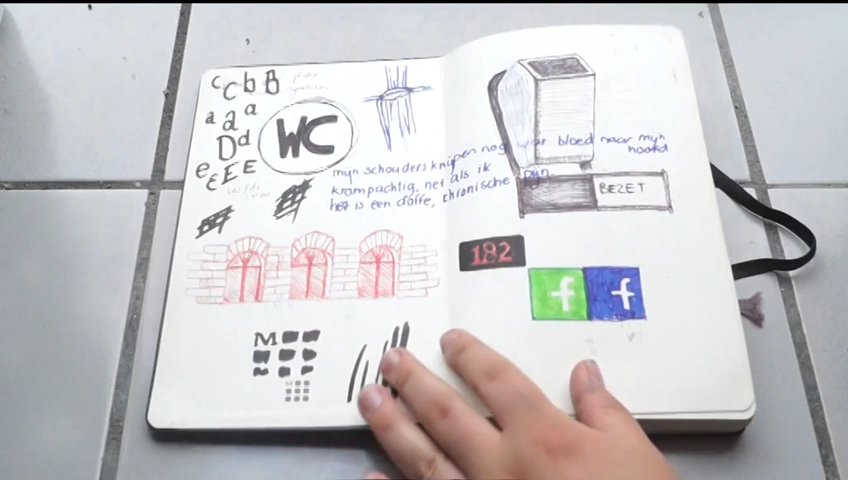 c C b B
a a a
D d
e E E E
WC
mijn schouders knijpen nog wat bloed naar mijn hoofd
krampachtig, net als ik
het is een doffe, chronische pijn
BEZET
182
f f
M